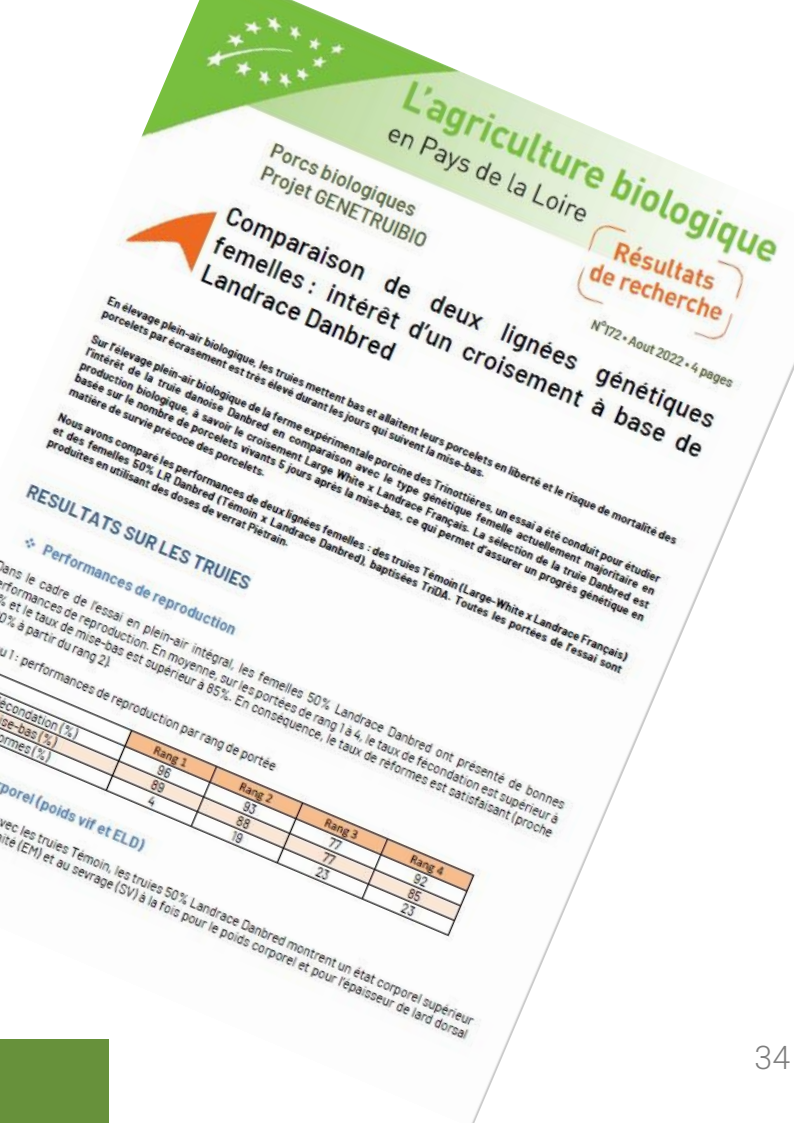 L'agriculture biologique
en Pays de la Loire
Résultats
de recherche
N°172 • Aout 2022 • 4 pages
Porcs biologiques
Projet GENETRUIBIO
Comparaison de deux lignées génétiques
femelles : intérêt d'un croisement à base de
Landrace Danbred
En élevage plein-air biologique, les truies mettent bas et allaitent leurs porcelets en liberté et le risque de mortalité des
porcelets par écrasement est très élevé durant les jours qui suivent la mise-bas.
Sur l'élevage plein-air biologique de la ferme expérimentale porcine des Trinottières, un essai a été conduit pour étudier
l'intérêt de la truie danoise Danbred en comparaison avec le type génétique femelle actuellement majoritaire en
production biologique, à savoir le croisement Large White x Landrace Français. La sélection de la truie Danbred est
basée sur le nombre de porcelets vivants 5 jours après la mise-bas, ce qui permet d'assurer un progrès génétique en
matière de survie précoce des porcelets.
Nous avons comparé les performances de deux lignées femelles : des truies Témoin (Large-White x Landrace Français)
et des femelles 50% LR Danbred (Témoin x Landrace Danbred), baptisées TriDA. Toutes les portées de l'essai sont
produites en utilisant des doses de verrat Piétrain.
RESULTATS SUR LES TRUIES
Performances de reproduction
Dans le cadre de l'essai en plein-air intégral, les femelles 50% Landrace Danbred ont présenté de bonnes
erformances de reproduction. En moyenne, sur les portées de rang 1 à 4, le taux de fécondation est supérieur à
% et le taux de mise-bas est supérieur à 85%. En conséquence, le taux de réformes est satisfaisant (proche
0% à partir du rang 2).
u 1 : performances de reproduction par rang de portée
Rang 1 Rang 2 Rang 3 Rang 4
écondation (%) 96 93 77 92
ise-bas (%) 89 88 77 85
ormes (%) 4 19 23 23
porel (poids vif et ELD)
vec les truies Témoin, les truies 50% Landrace Danbred montrent un état corporel supérieur
nité (EM) et au sevrage (SV) à la fois pour le poids corporel et pour l'épaisseur de lard dorsal
34